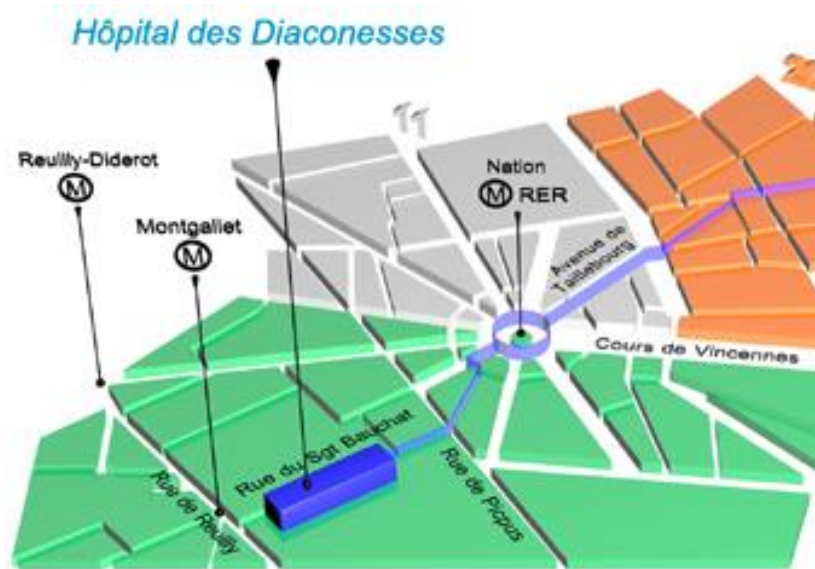 Hôpital des Diaconesses
Reuilly-Diderot
M
Montgallet
M
Nation
M RER
Avenue de
Taillebourg
Cours de Vincennes
Rue du Sgt Bauchat
Rue de Reuilly
Rue de Picpus